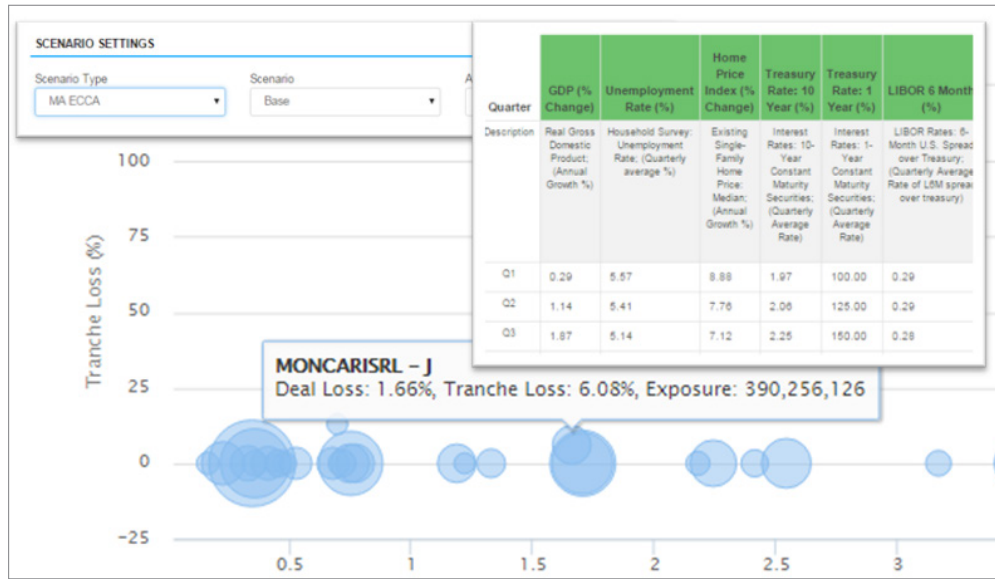 SCENARIO SETTINGS
Scenario Type
Scenario
A
MA ECCA
Base
Quarter
GDP (%
Change)
Unemployment
Rate (%)
Home
Price
Index (%
Change)
Treasury
Rate: 10
Year (%)
Treasury
Rate: 1
Year (%)
LIBOR 6 Month
(%)
Description
Real Gross
Domestic
Product;
(Annual
Growth %)
Household Survey:
Unemployment
Rate; (Quarterly
average %)
Existing
Single-
Family
Home
Price:
Median;
(Annual
Growth %)
Interest
Rates: 10-
Year
Constant
Maturity
Securities;
(Quarterly
Average
Rate)
Interest
Rates: 1-
Year
Constant
Maturity
Securities;
(Quarterly
Average
Rate)
LIBOR Rates: 6-
Month U.S. Spread
over Treasury;
(Quarterly Average
Rate of L6M spread
over treasury)
Q1 0.29 5.57 8.88 1.97 100.00 0.29
Q2 1.14 5.41 7.76 2.06 125.00 0.29
Q3 1.87 5.14 7.12 2.25 150.00 0.28
Tranche Loss (%)
100
75
50
25
0
-25
MONCARISRL – J
Deal Loss: 1.66%, Tranche Loss: 6.08%, Exposure: 390,256,126
0.5 1 1.5 2 2.5 3